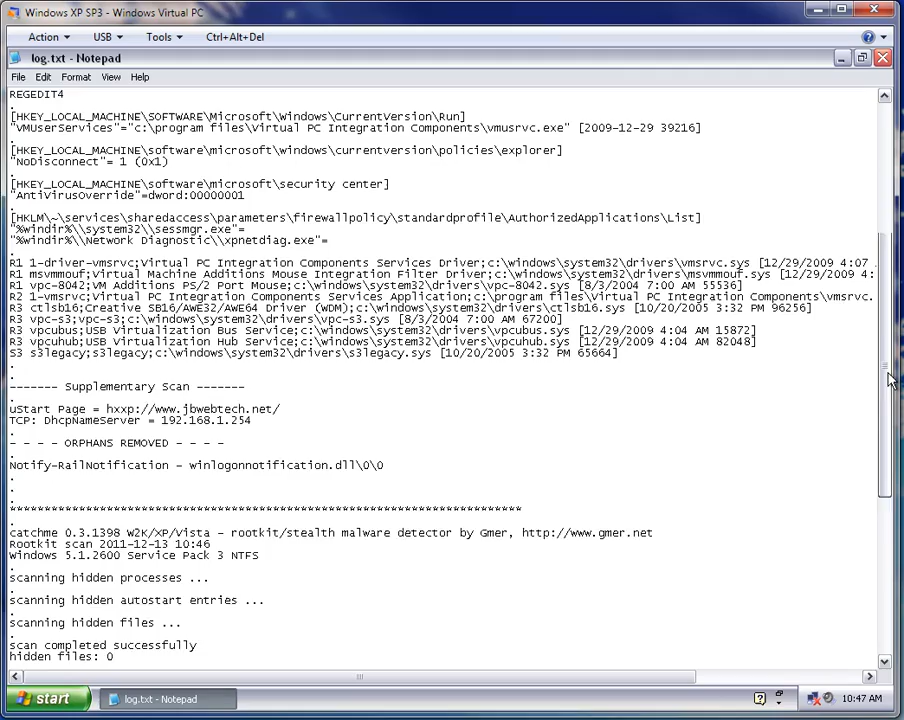 Windows XP SP3 - Windows Virtual PC
Action USB Tools Ctrl+Alt+Del
log.txt - Notepad
File Edit Format View Help
REGEDIT4
.
[HKEY_LOCAL_MACHINE\SOFTWARE\Microsoft\Windows\CurrentVersion\Run]
"VMUserServices"="c:\program files\Virtual PC Integration Components\vmusrvc.exe" [2009-12-29 39216]
.
[HKEY_LOCAL_MACHINE\software\microsoft\windows\currentversion\policies\explorer]
"NoDisconnect"= 1 (0x1)
.
[HKEY_LOCAL_MACHINE\software\microsoft\security center]
"AntiVirusOverride"=dword:00000001
.
[HKLM\~\services\sharedaccess\parameters\firewallpolicy\standardprofile\AuthorizedApplications\List]
"%windir%\\system32\\sessmgr.exe"=
"%windir%\\Network Diagnostic\\xpnetdiag.exe"=
.
R1 1-driver-vmsrvc;Virtual PC Integration Components Services Driver;c:\windows\system32\drivers\vmsrvc.sys [12/29/2009 4:07
R1 msvmmouf;Virtual Machine Additions Mouse Integration Filter Driver;c:\windows\system32\drivers\msvmmouf.sys [12/29/2009 4:
R1 vpc-8042;VM Additions PS/2 Port Mouse;c:\windows\system32\drivers\vpc-8042.sys [8/3/2004 7:00 AM 55536]
R2 1-vmsrvc;Virtual PC Integration Components Services Application;c:\program files\Virtual PC Integration Components\vmsrvc.
R3 ctlsb16;Creative SB16/AWE32/AWE64 Driver (WDM);c:\windows\system32\drivers\ctlsb16.sys [10/20/2005 3:32 PM 96256]
R3 vpc-s3;vpc-s3;c:\windows\system32\drivers\vpc-s3.sys [8/3/2004 7:00 AM 67200]
R3 vpcubus;USB Virtualization Bus Service;c:\windows\system32\drivers\vpcubus.sys [12/29/2009 4:04 AM 15872]
R3 vpcuhub;USB Virtualization Hub Service;c:\windows\system32\drivers\vpcuhub.sys [12/29/2009 4:04 AM 82048]
S3 s3legacy;s3legacy;c:\windows\system32\drivers\s3legacy.sys [10/20/2005 3:32 PM 65664]
.
.
------- Supplementary Scan -------
.
uStart Page = hxxp://www.jbwebtech.net/
TCP: DhcpNameServer = 192.168.1.254
.
- - - - ORPHANS REMOVED - - - -
.
Notify-RailNotification - winlogonnotification.dll\0\0
.
.
.
**************************************************************************
.
catchme 0.3.1398 W2K/XP/Vista - rootkit/stealth malware detector by Gmer, http://www.gmer.net
Rootkit scan 2011-12-13 10:46
Windows 5.1.2600 Service Pack 3 NTFS
.
scanning hidden processes ...
.
scanning hidden autostart entries ...
.
scanning hidden files ...
.
scan completed successfully
hidden files: 0
start log.txt - Notepad 10:47 AM